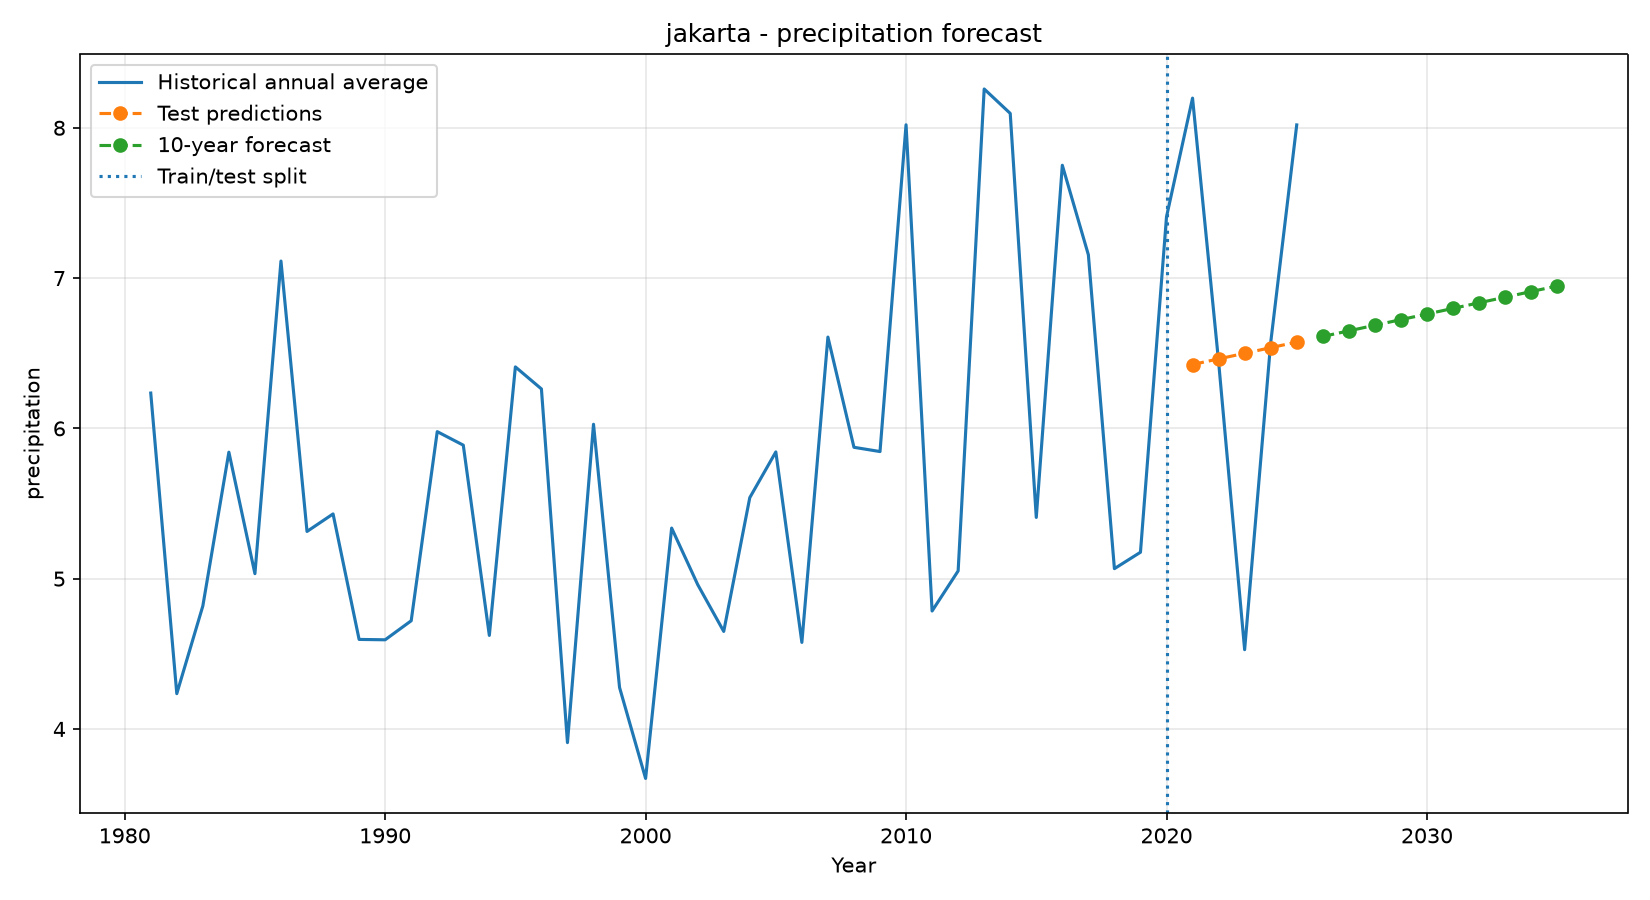 jakarta - precipitation forecast
Historical annual average
Test predictions
10-year forecast
Train/test split
precipitation
8
7
6
5
4
1980 1990 2000 2010 2020 2030
Year